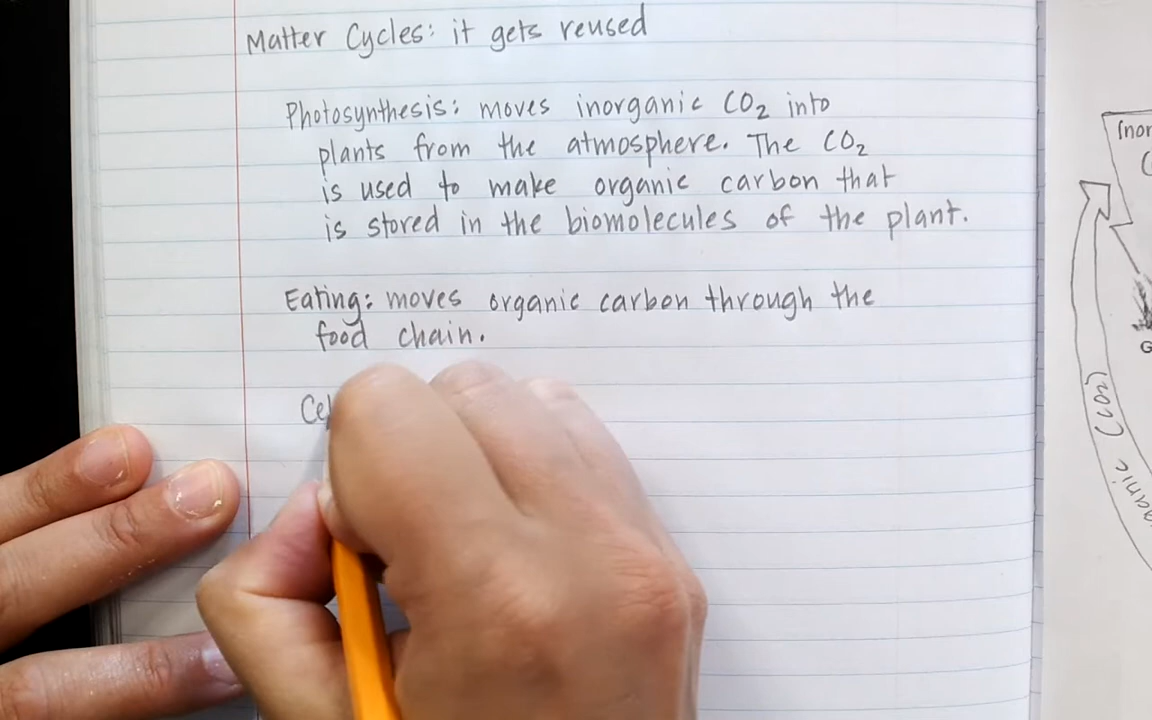 Matter Cycles: it gets reused
Photosynthesis: moves inorganic CO₂ into
plants from the atmosphere. The CO₂
is used to make organic carbon that
is stored in the biomolecules of the plant.
Eating: moves organic carbon through the
food chain.
Cel
(CO₂)